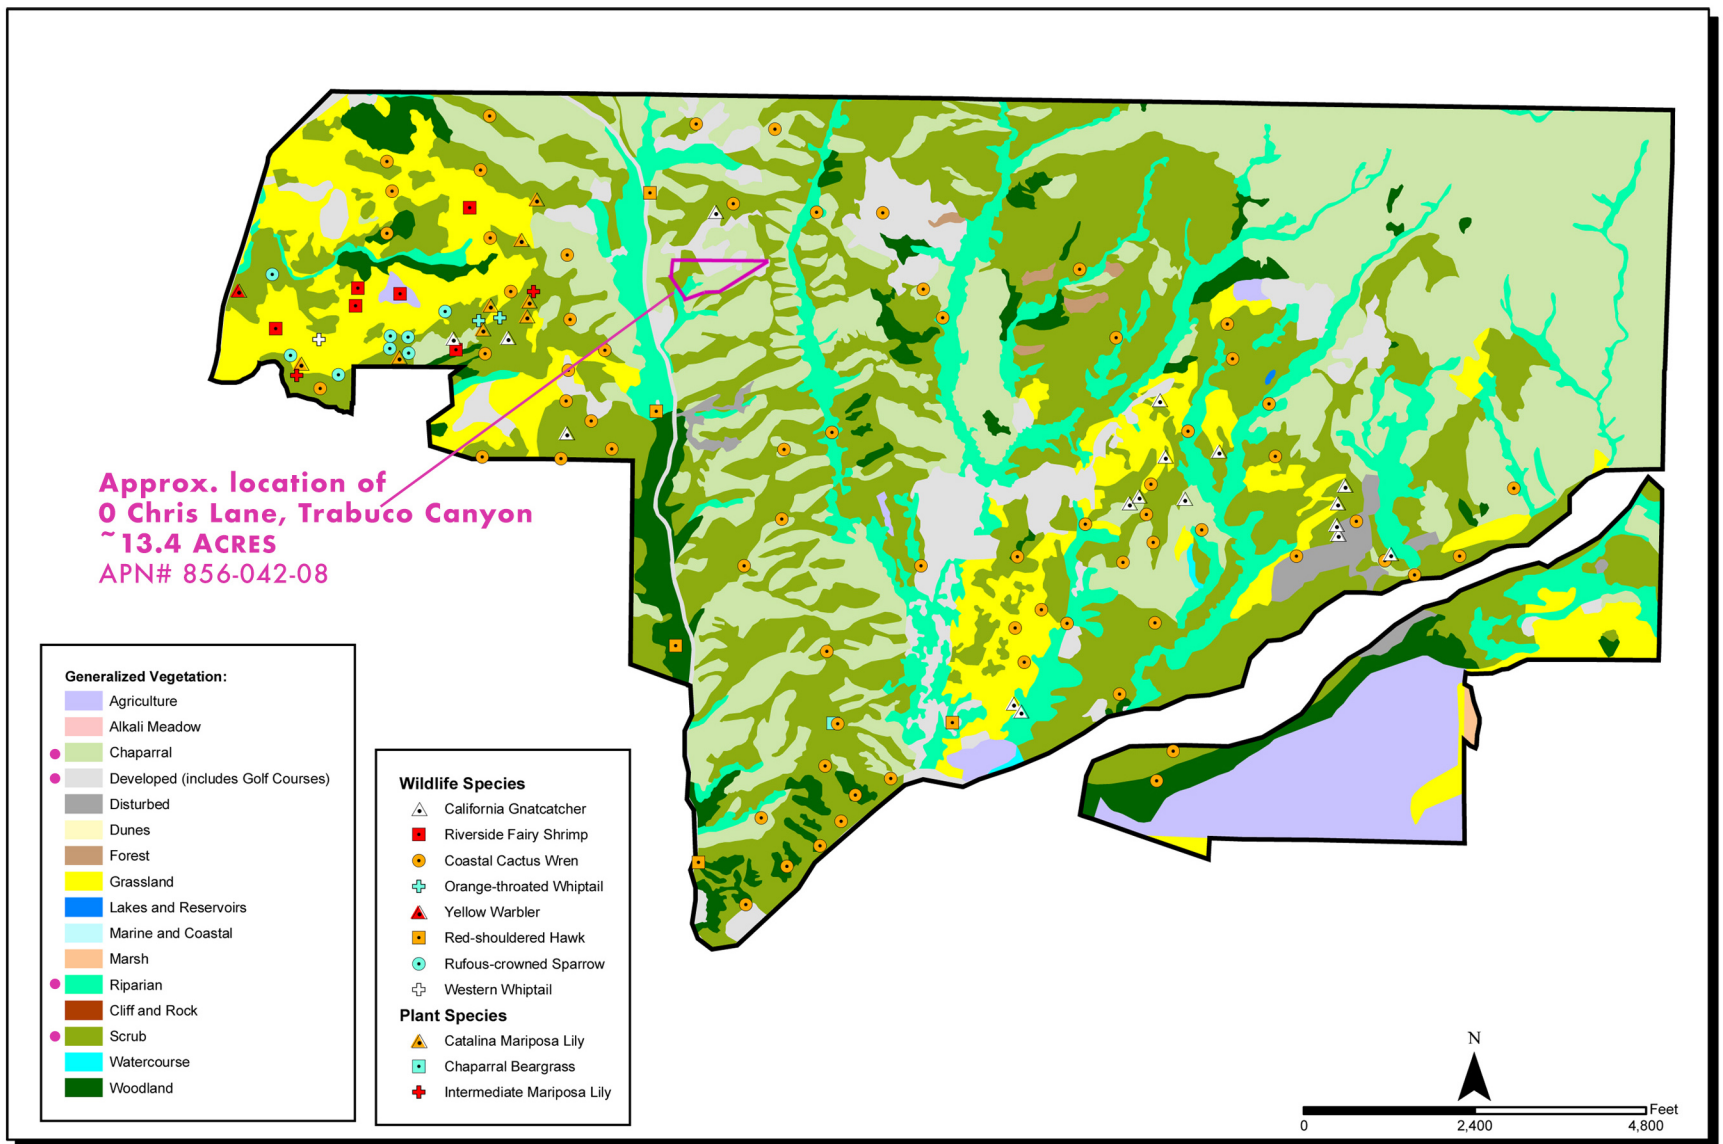 Approx. location of
0 Chris Lane, Trabuco Canyon
~13.4 ACRES
APN# 856-042-08
Generalized Vegetation:
Agriculture
Alkali Meadow
Chaparral
Developed (includes Golf Courses)
Disturbed
Dunes
Forest
Grassland
Lakes and Reservoirs
Marine and Coastal
Marsh
Riparian
Cliff and Rock
Scrub
Watercourse
Woodland
Wildlife Species
California Gnatcatcher
Riverside Fairy Shrimp
Coastal Cactus Wren
Orange-throated Whiptail
Yellow Warbler
Red-shouldered Hawk
Rufous-crowned Sparrow
Western Whiptail
Plant Species
Catalina Mariposa Lily
Chaparral Beargrass
Intermediate Mariposa Lily
N
Feet
0 2,400 4,800